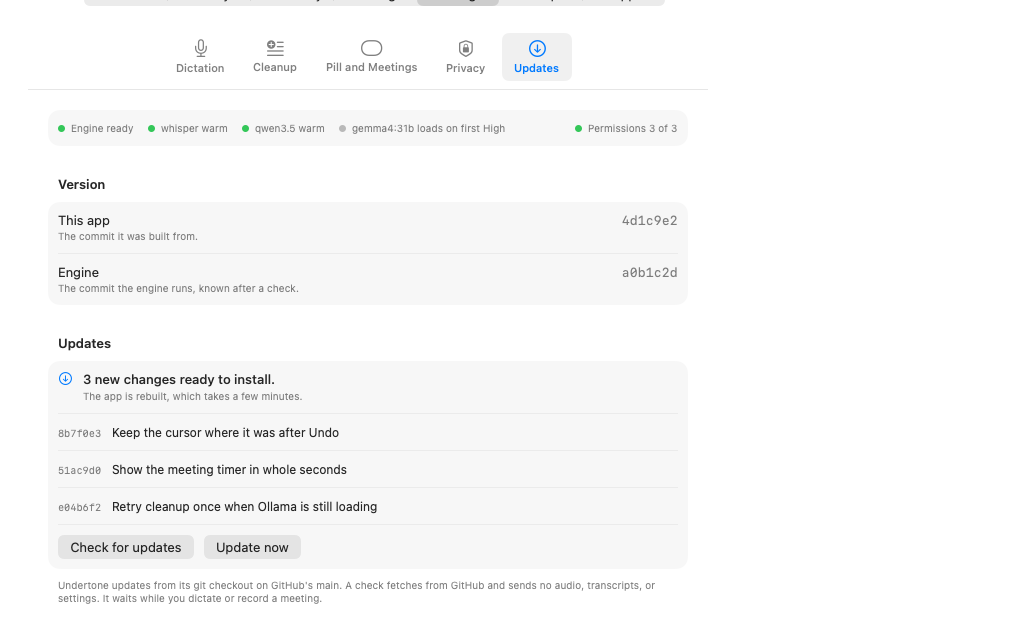 Dictation
Cleanup
Pill and Meetings
Privacy
Updates
Engine ready
whisper warm
qwen3.5 warm
gemma4:31b loads on first High
Permissions 3 of 3
Version
This app
4d1c9e2
The commit it was built from.
Engine
a0b1c2d
The commit the engine runs, known after a check.
Updates
3 new changes ready to install.
The app is rebuilt, which takes a few minutes.
8b7f0e3 Keep the cursor where it was after Undo
51ac9d0 Show the meeting timer in whole seconds
e04b6f2 Retry cleanup once when Ollama is still loading
Check for updates
Update now
Undertone updates from its git checkout on GitHub's main. A check fetches from GitHub and sends no audio, transcripts, or
settings. It waits while you dictate or record a meeting.